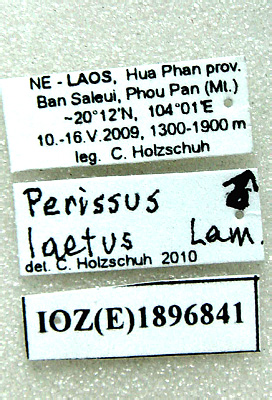 NE - LAOS, Hua Phan prov.
Ban Saleui, Phou Pan (Mt.)
~20°12'N, 104°01'E
10.-16.V.2009, 1300-1900 m
leg. C. Holzschuh
Perissus
laetus Lam.
det. C. Holzschuh 2010
IOZ(E)1896841